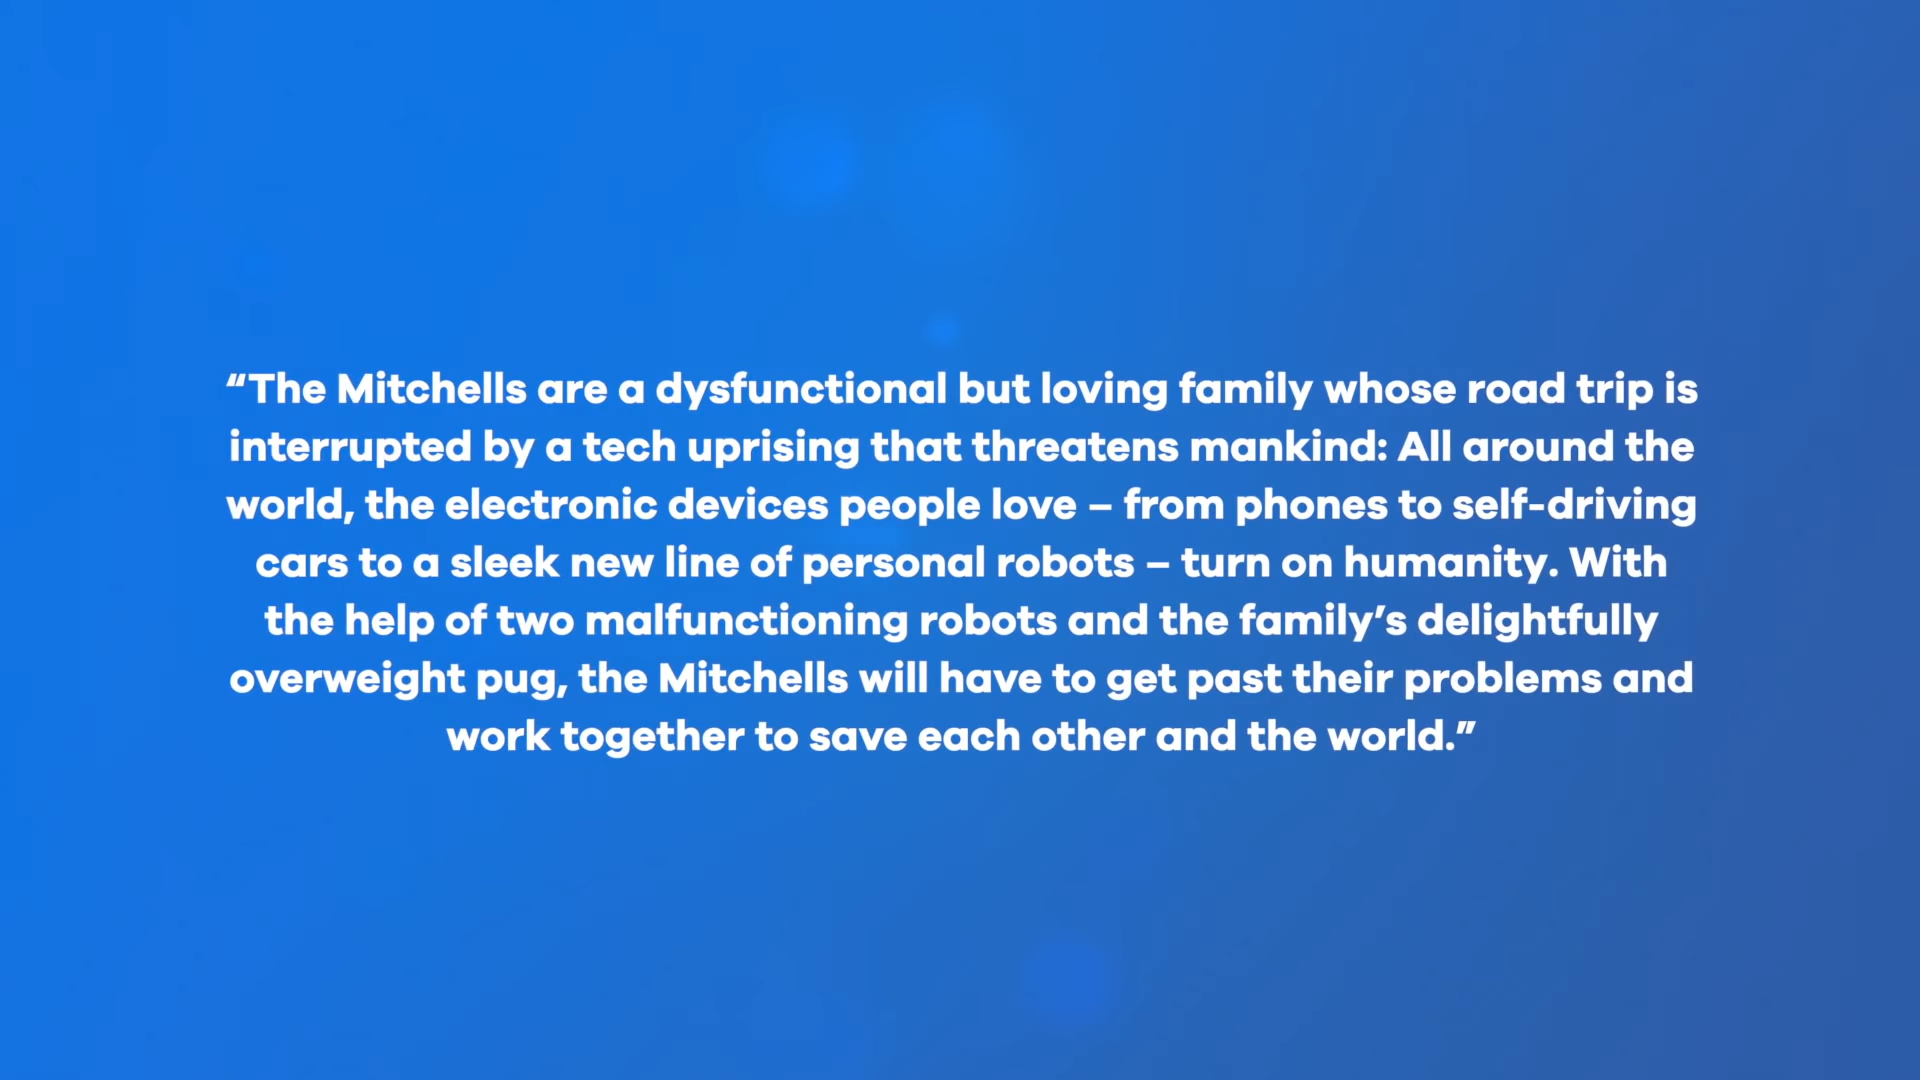 “The Mitchells are a dysfunctional but loving family whose road trip is
interrupted by a tech uprising that threatens mankind: All around the
world, the electronic devices people love – from phones to self-driving
cars to a sleek new line of personal robots – turn on humanity. With
the help of two malfunctioning robots and the family’s delightfully
overweight pug, the Mitchells will have to get past their problems and
work together to save each other and the world.”